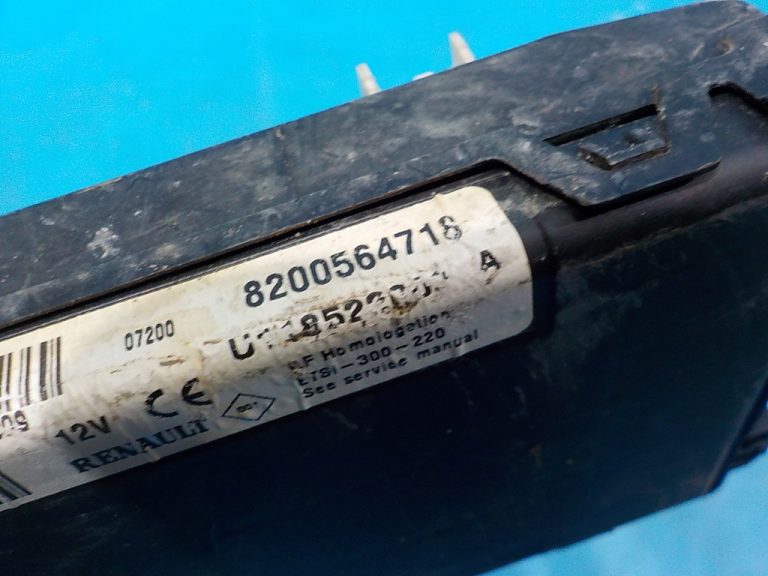 8200564718
A
07200
RF Homologation
ETSI-300-220
See service manual
12V CE
RENAULT